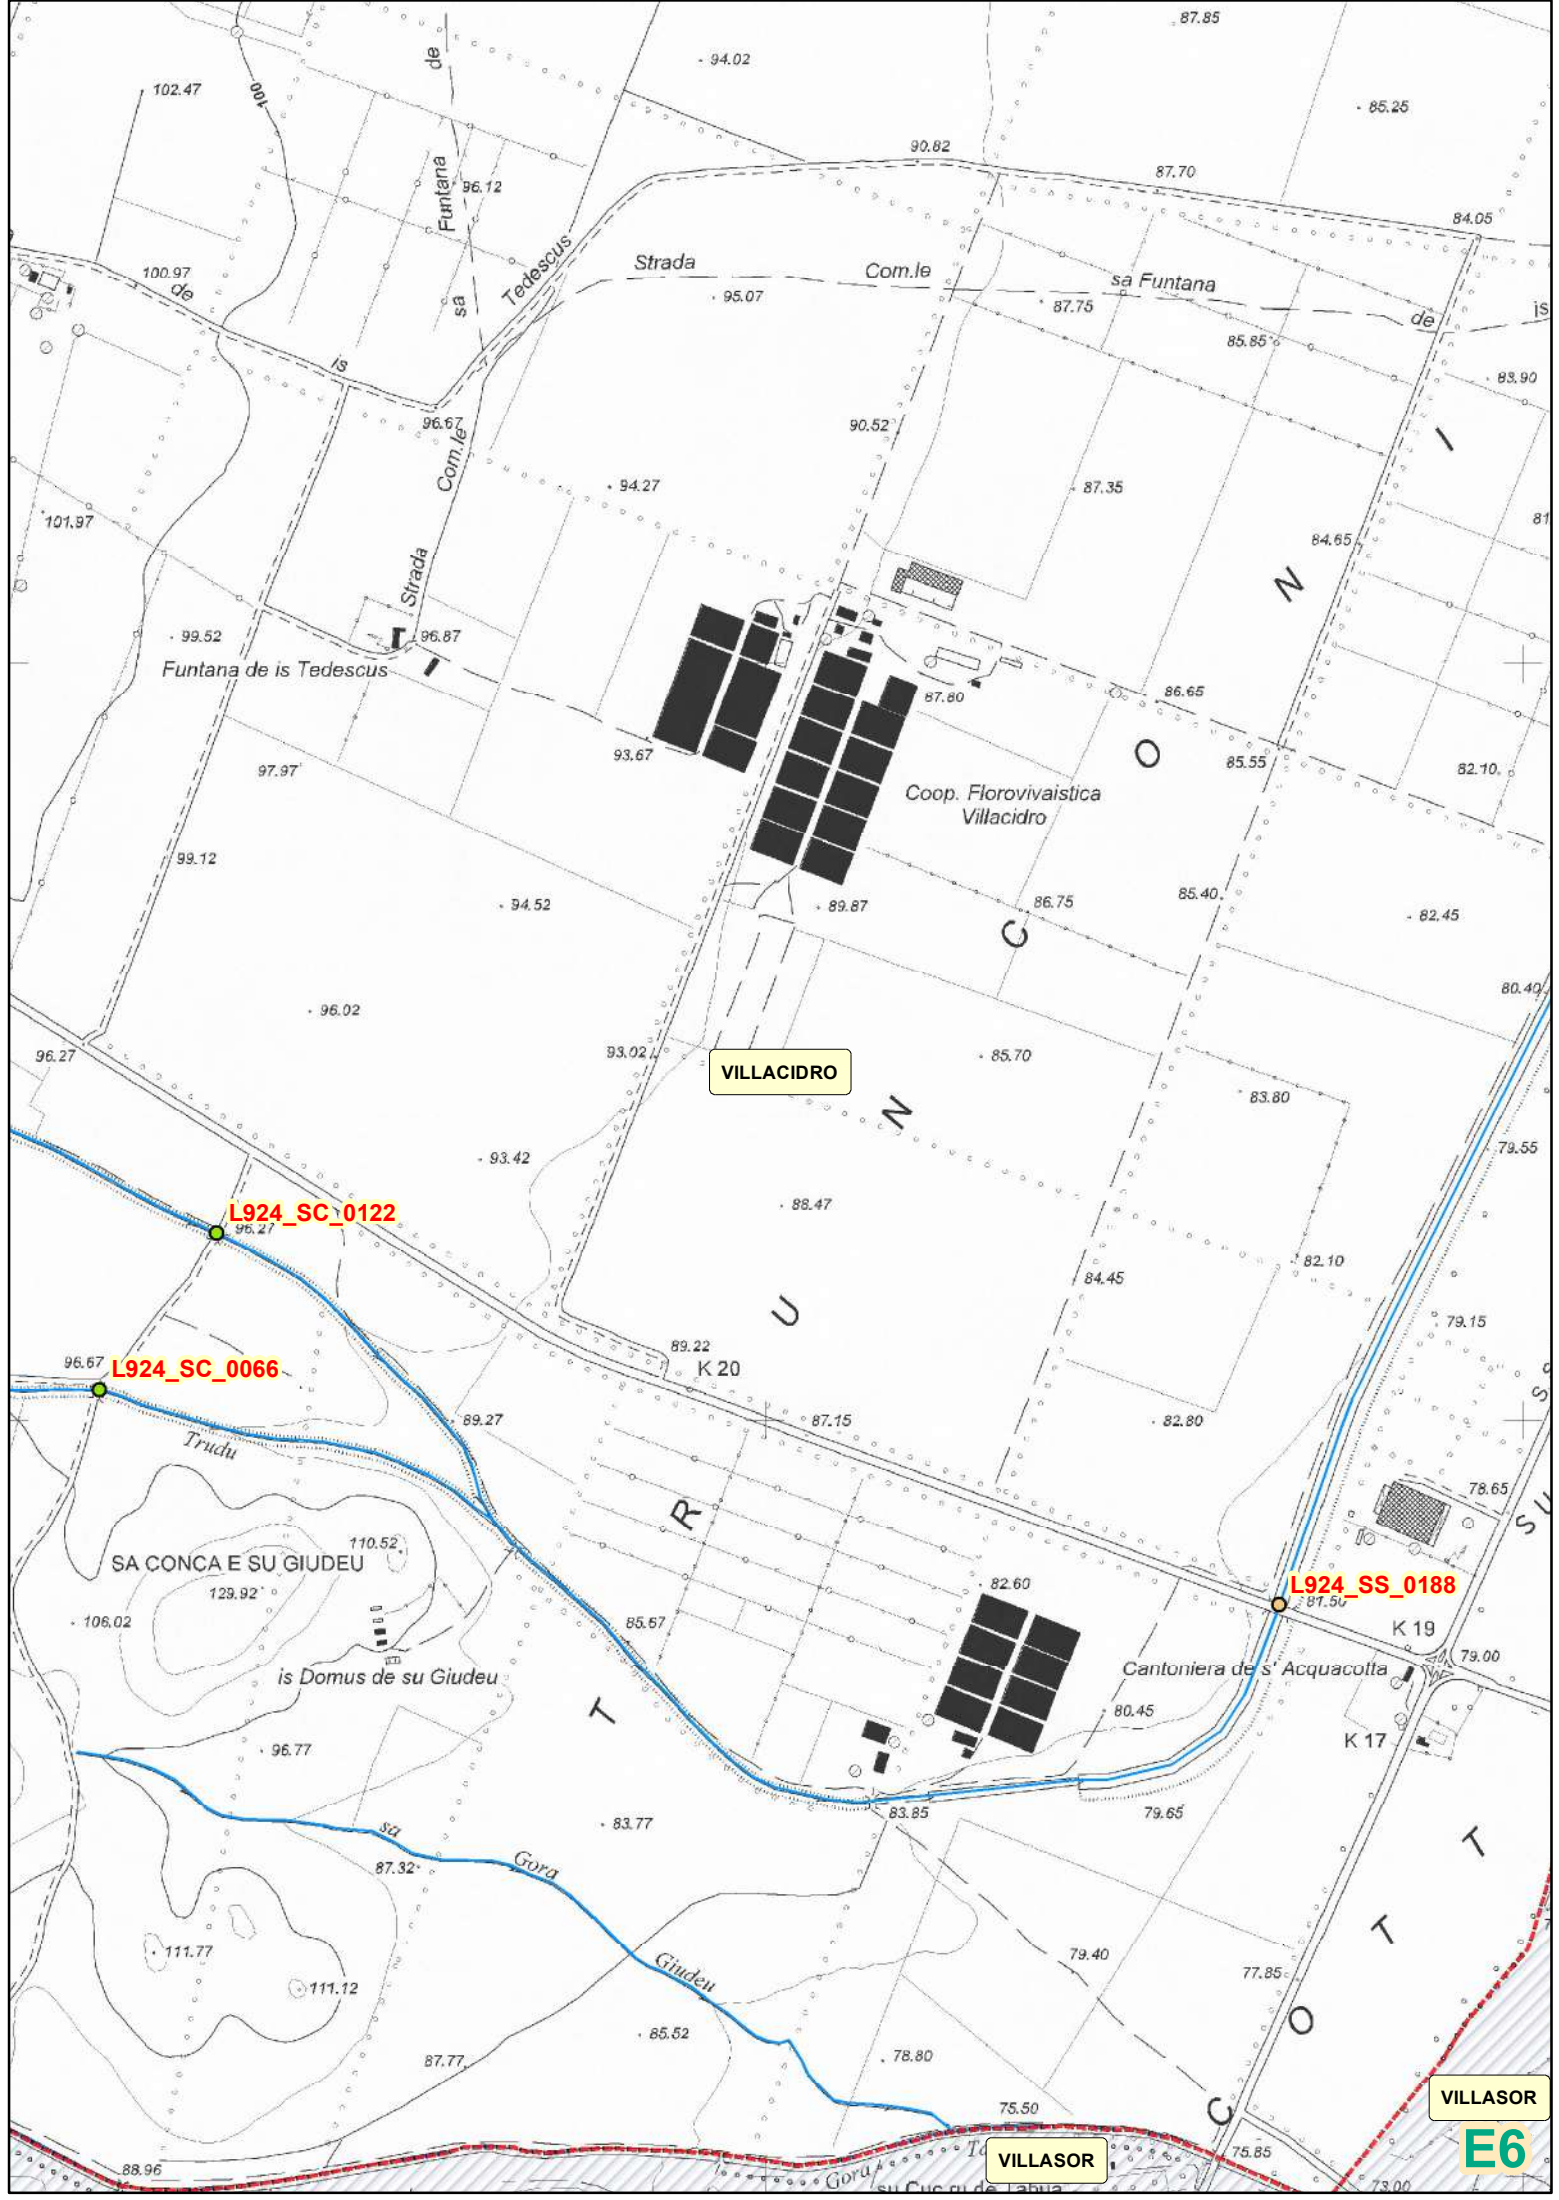 87.85
94.02
de
102.47
100
85.25
90.82
87.70
Funtana
96.12
84.05
Tedescus
Strada
Com.le
sa Funtana
de
is
100.97
de
sa
95.07
87.75
85.85
is
83.90
96.67
Com.le
90.52
I
94.27
87.35
101.97
81
84.65
Strada
N
99.52
96.87
Funtana de is Tedescus
87.80
86.65
O
93.67
85.55
82.10
97.97
Coop. Florovivaistica
Villacidro
99.12
94.52
89.87
86.75
85.40
82.45
C
80.40
96.02
96.27
93.02
85.70
VILLACIDRO
83.80
N
93.42
79.55
88.47
L924_SC_0122
96.27
82.10
84.45
U
79.15
89.22
K 20
96.67
L924_SC_0066
89.27
87.15
82.80
S
S
Trudu
78.65
R
SU
110.52
SA CONCA E SU GIUDEU
129.92
82.60
L924_SS_0188
81.50
106.02
85.67
K 19
79.00
is Domus de su Giudeu
Cantoniera de s' Acquacotta
T
80.45
K 17
96.77
83.85
79.65
83.77
sa
87.32
Gora
T
111.77
Giudeu
79.40
77.85
T
111.12
85.52
O
87.77
78.80
VILLASOR
75.50
C
E6
88.96
VILLASOR
75.85
Gora
su Cuc.ru de Tabua
73.00